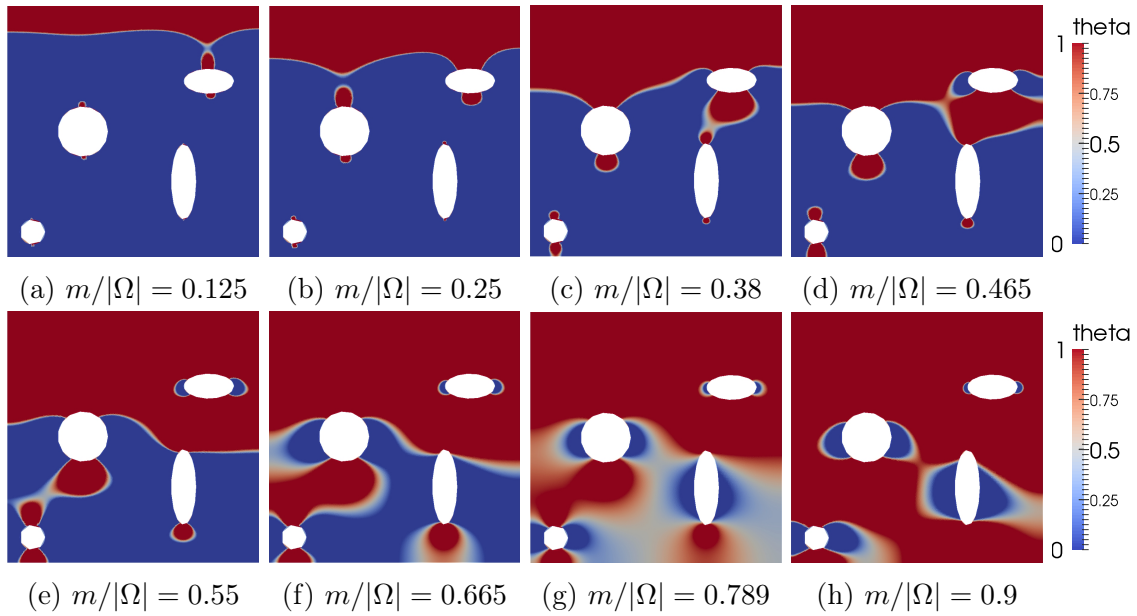 theta
1
0.75
0.5
0.25
0
(a) m/|Ω| = 0.125
(b) m/|Ω| = 0.25
(c) m/|Ω| = 0.38
(d) m/|Ω| = 0.465
theta
1
0.75
0.5
0.25
0
(e) m/|Ω| = 0.55
(f) m/|Ω| = 0.665
(g) m/|Ω| = 0.789
(h) m/|Ω| = 0.9